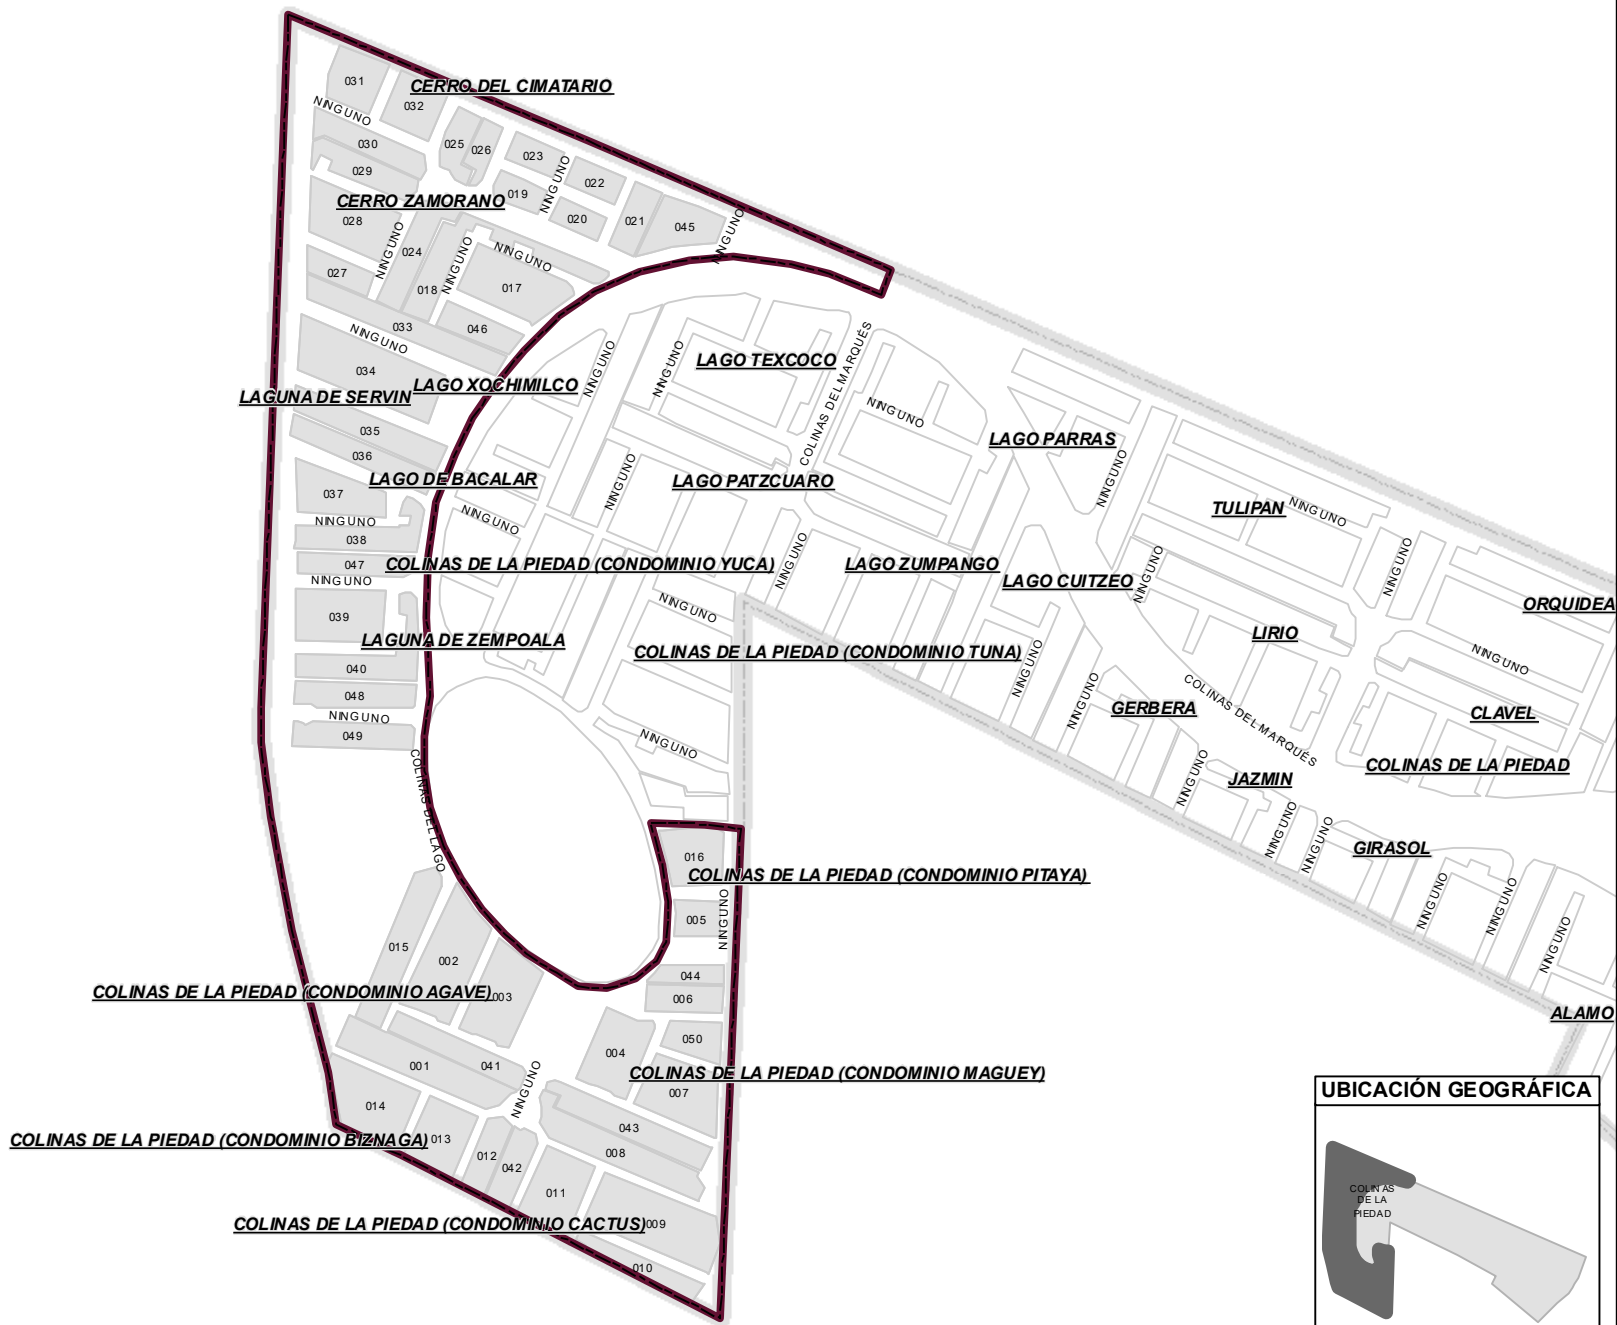 031
CERRO DEL CIMATARIO
032
NINGUNO
030
025
026
023
029
022
NINGUNO
019
CERRO ZAMORANO
028
020
021
045
NINGUNO
NINGUNO
024
NINGUNO
NINGUNO
027
018
017
033
046
NINGUNO
034
LAGO XOCHIMILCO
LAGUNA DE SERVIN
NINGUNO
NINGUNO
LAGO TEXCOCO
COLINAS DEL MARQUÉS
NINGUNO
035
036
LAGO PARRAS
LAGO DE BACALAR
NINGUNO
LAGO PATZCUARO
NINGUNO
037
NINGUNO
NINGUNO
TULIPAN
NINGUNO
038
047
COLINAS DE LA PIEDAD (CONDOMINIO YUCA)
NINGUNO
LAGO ZUMPANGO
NINGUNO
LAGO CUITZEO
NINGUNO
NINGUNO
NINGUNO
ORQUIDEA
039
LAGUNA DE ZEMPOALA
COLINAS DE LA PIEDAD (CONDOMINIO TUNA)
LIRIO
040
NINGUNO
NINGUNO
048
NINGUNO
NINGUNO
GERBERA
COLINAS DEL MARQUÉS
CLAVEL
049
NINGUNO
COLINAS DEL LAGO
NINGUNO
JAZMIN
COLINAS DE LA PIEDAD
NINGUNO
NINGUNO
GIRASOL
016
COLINAS DE LA PIEDAD (CONDOMINIO PITAYA)
NINGUNO
NINGUNO
NINGUNO
NINGUNO
005
015
002
044
COLINAS DE LA PIEDAD (CONDOMINIO AGAVE)
003
006
ALAMO
050
004
001
041
COLINAS DE LA PIEDAD (CONDOMINIO MAGUEY)
NINGUNO
007
UBICACIÓN GEOGRÁFICA
014
043
COLINAS DE LA PIEDAD (CONDOMINIO BIZNAGA)
013
012
042
008
011
COLINAS DE LA PIEDAD (CONDOMINIO CACTUS)
009
010
COLINAS
DE LA
PIEDAD